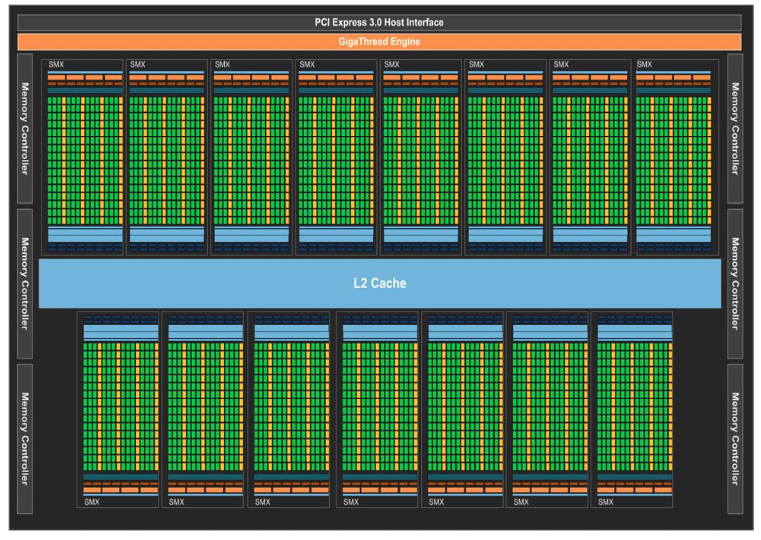 PCI Express 3.0 Host Interface
GigaThread Engine
SMX SMX SMX SMX SMX SMX SMX SMX
Memory Controller
Memory Controller
Memory Controller
Memory Controller
L2 Cache
Memory Controller
Memory Controller
SMX SMX SMX SMX SMX SMX SMX